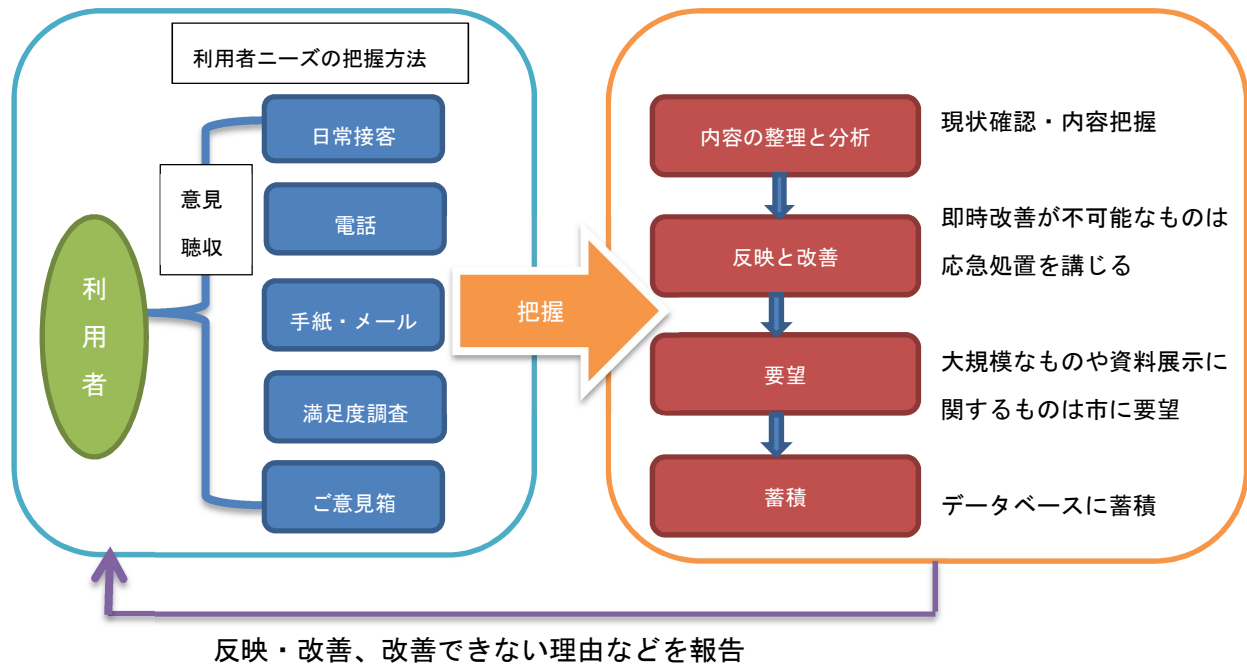 利用者ニーズの把握方法
利用者
意見
聴収
日常接客
電話
手紙・メール
満足度調査
ご意見箱
把握
内容の整理と分析
現状確認・内容把握
反映と改善
即時改善が不可能なものは
応急処置を講じる
要望
大規模なものや資料展示に
関するものは市に要望
蓄積
データベースに蓄積
反映・改善、改善できない理由などを報告